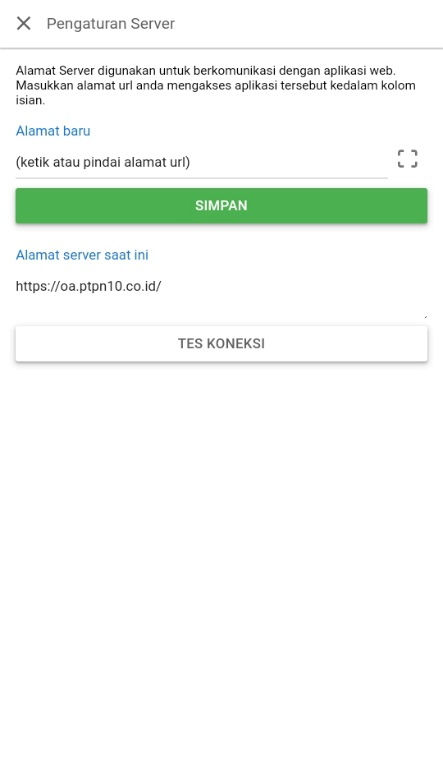 Pengaturan Server
Alamat Server digunakan untuk berkomunikasi dengan aplikasi web.
Masukkan alamat url anda mengakses aplikasi tersebut kedalam kolom
isian.
Alamat baru
(ketik atau pindai alamat url)
SIMPAN
Alamat server saat ini
https://oa.ptpn10.co.id/
TES KONEKSI